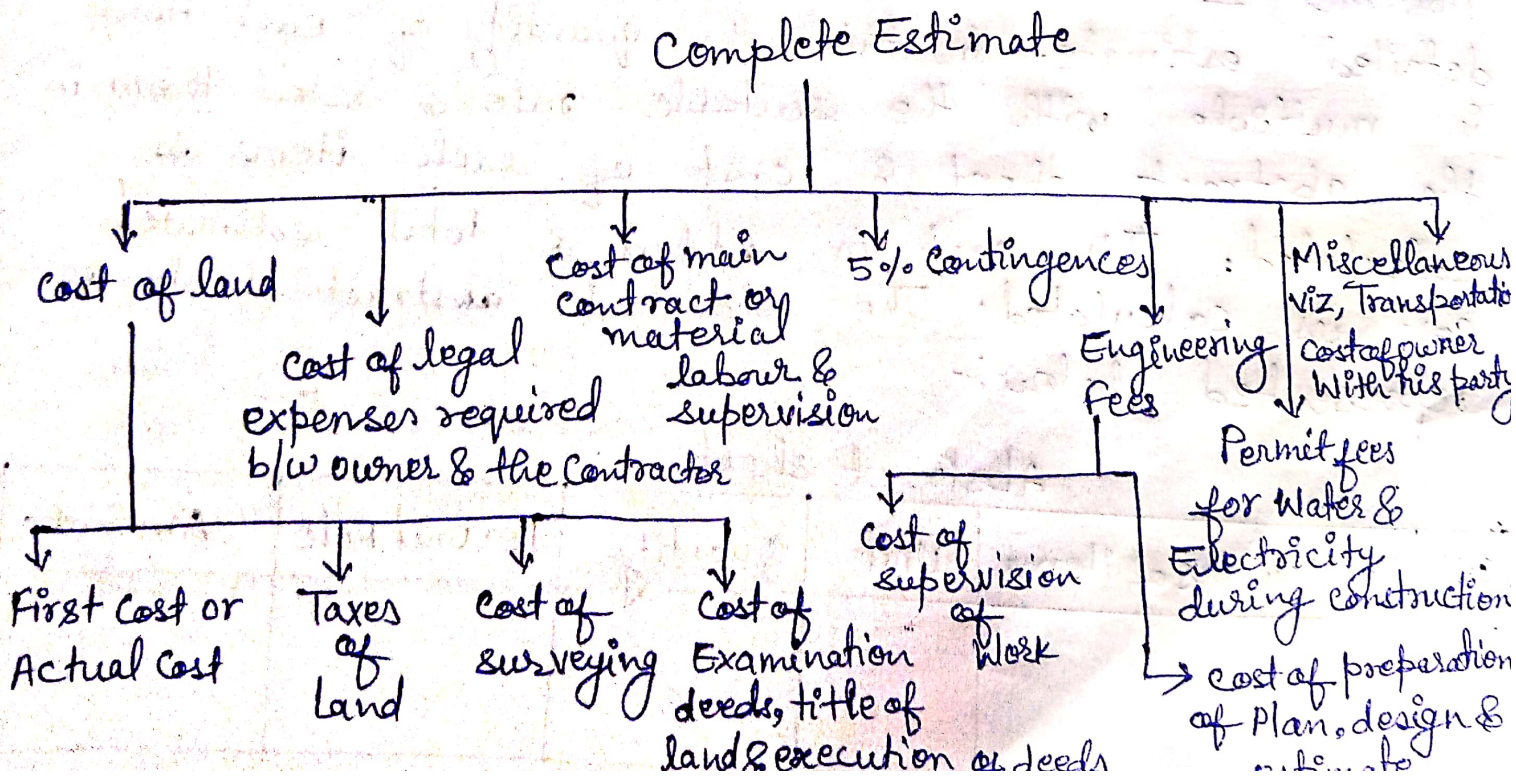 Complete Estimate
Cost of land
Cost of legal
expenses required
b/w owner & the Contractor
Cost of main
contract or
material
labour &
supervision
5% Contingences
Engineering
Fees
Permit fees
for Water &
Electricity
during construction
:
Miscellaneous
viz, Transportatio
Cost of owner
With his party
First Cost or
Actual Cost
Taxes
of
Land
Cost of
surveying
Cost of
Examination
deeds, title of
land & execution of deeds
Cost of
supervision
of
Work
cost of preparation
of Plan, design &
estimate